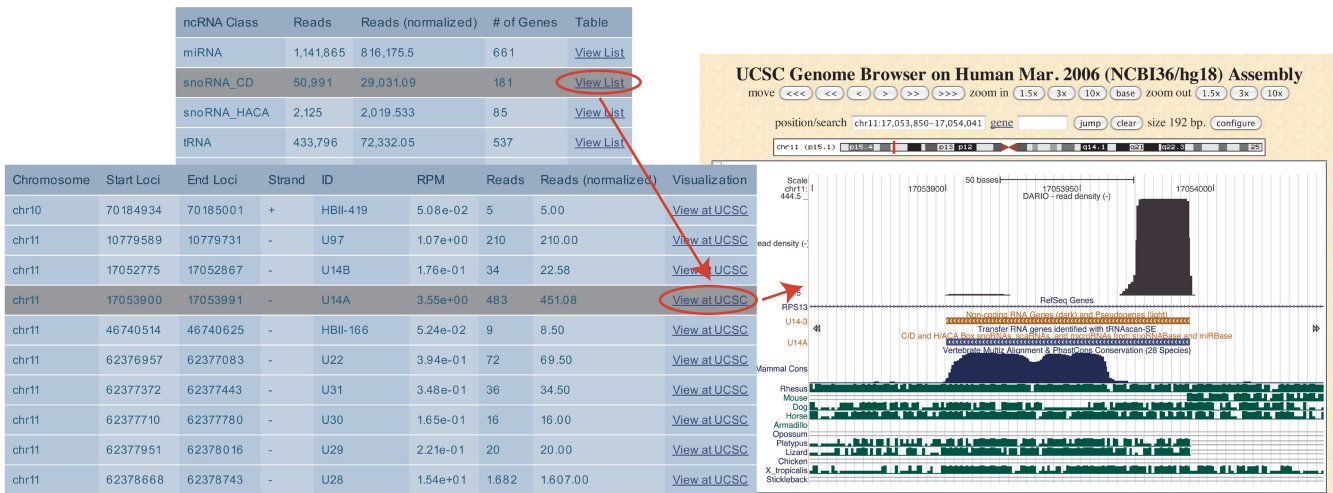 ncRNA Class Reads Reads (normalized) # of Genes Table
miRNA 1,141,865 816,175.5 661 View List
snoRNA_CD 50,991 29,031.09 181 View List
snoRNA_HACA 2,125 2,019.533 85 View List
tRNA 433,796 72,332.05 537 View List
Chromosome Start Loci End Loci Strand ID RPM Reads Reads (normalized) Visualization
chr10 70184934 70185001 + HBII-419 5.08e-02 5 5.00 View at UCSC
chr11 10779589 10779731 - U97 1.07e+00 210 210.00 View at UCSC
chr11 17052775 17052867 - U14B 1.76e-01 34 22.58 View at UCSC
chr11 17053900 17053991 - U14A 3.55e+00 483 451.08 View at UCSC
chr11 46740514 46740625 - HBII-166 5.24e-02 9 8.50 View at UCSC
chr11 62376957 62377083 - U22 3.94e-01 72 69.50 View at UCSC
chr11 62377372 62377443 - U31 3.48e-01 36 34.50 View at UCSC
chr11 62377710 62377780 - U30 1.65e-01 16 16.00 View at UCSC
chr11 62377951 62378016 - U29 2.21e-01 20 20.00 View at UCSC
chr11 62378668 62378743 - U28 1.54e+01 1.682 1.607.00 View at UCSC
UCSC Genome Browser on Human Mar. 2006 (NCBI36/hg18) Assembly
move <<< << < > >> >>> zoom in 1.5x 3x 10x base zoom out 1.5x 3x 10x
position/search chr11:17,053,850-17,054,041 gene jump clear size 192 bp. configure
chr11 (p15.1) p15.4 p13 p12 q14.1 q21 q22.3 25
Scale 50 bases
chr11: 17053900 17053950 17054000
444.5 _ DARIO - read density (-)
ead density (-)
RefSeq Genes
RPS13
Non-coding RNA Genes (dark) and Pseudogenes (light)
U14-3
Transfer RNA genes identified with tRNAscan-SE
C/D and H/ACA Box snoRNAs, scaRNAs, and microRNAs from snoRNABase and miRBase
U14A
Vertebrate Multiz Alignment & PhastCons Conservation (28 Species)
Mammal Cons
Rhesus
Mouse
Dog
Horse
Armadillo
Opossum
Platypus
Lizard
Chicken
X_tropicalis
Stickleback